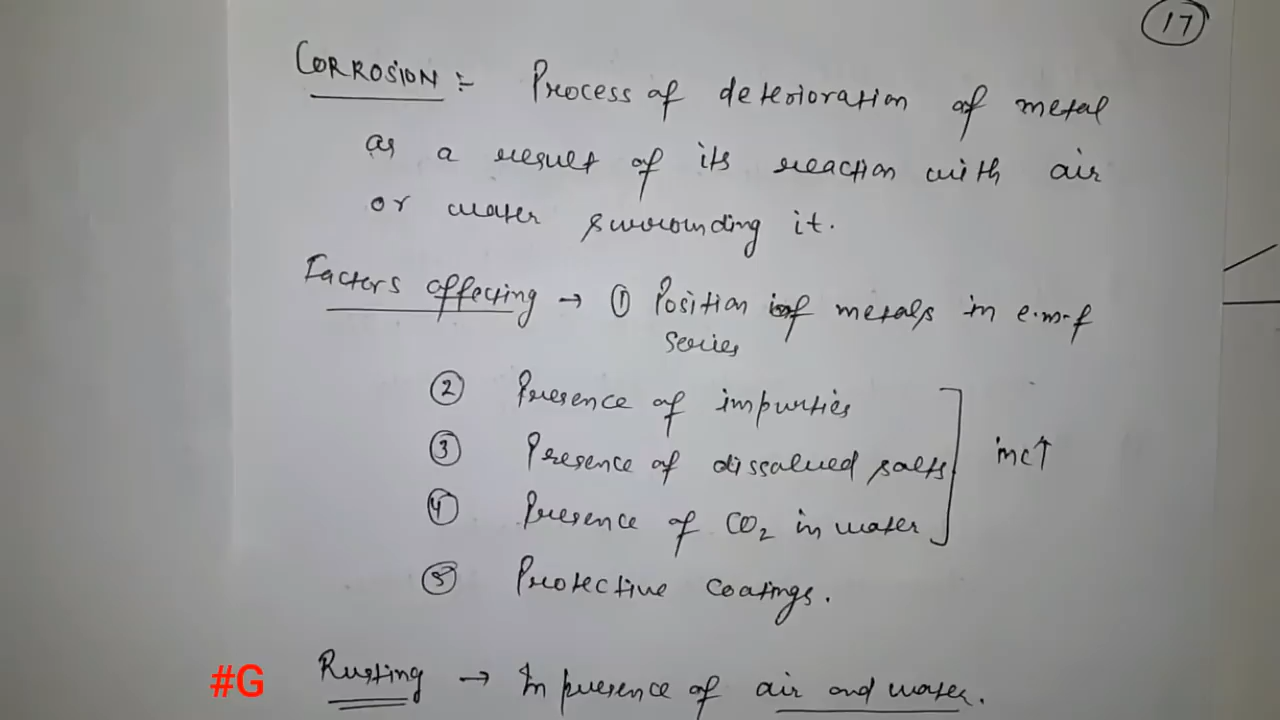 17
CORROSION :- Process of deterioration of metal
as a result of its reaction with air
or water surrounding it.
Factors affecting → ① Position of metals in e.m.f
series
② Presence of impurties
③ Presence of dissalued salts
inc↑
④ Presence of CO₂ in water
⑤ Protective coatings.
#G Rusting → In presence of air and water.